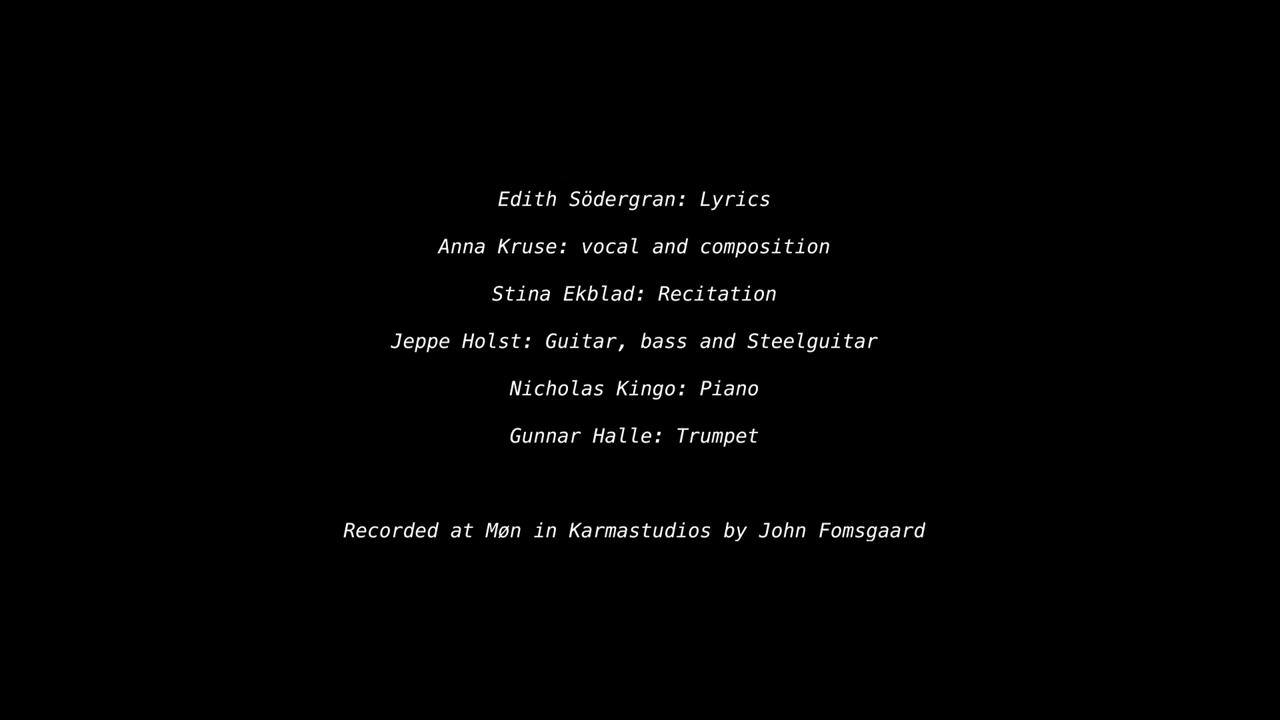 Edith Södergran: Lyrics
Anna Kruse: vocal and composition
Stina Ekblad: Recitation
Jeppe Holst: Guitar, bass and Steelguitar
Nicholas Kingo: Piano
Gunnar Halle: Trumpet
Recorded at Møn in Karmastudios by John Fomsgaard